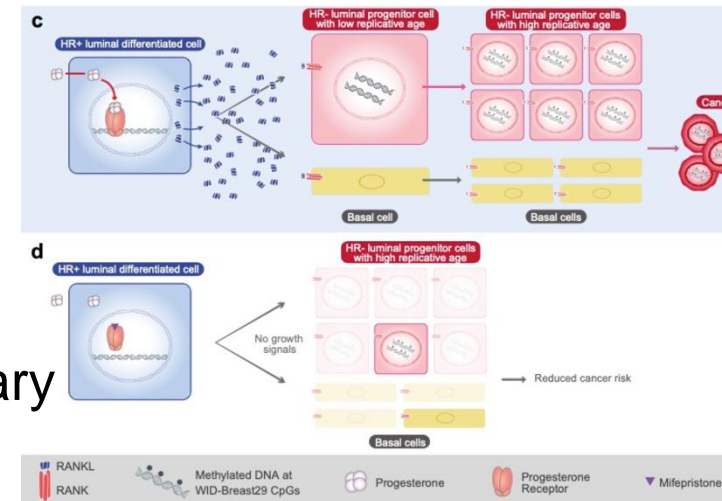 c
HR+ luminal differentiated cell
HR- luminal progenitor cell
with low replicative age
HR- luminal progenitor cells
with high replicative age
Basal cell
Basal cells
d
HR+ luminal differentiated cell
HR- luminal progenitor cells
with high replicative age
No growth
signals
Reduced cancer risk
Basal cells
RANKL
RANK
Methylated DNA at
WID-Breast29 CpGs
Progesterone
Progesterone
Receptor
Mifepristone